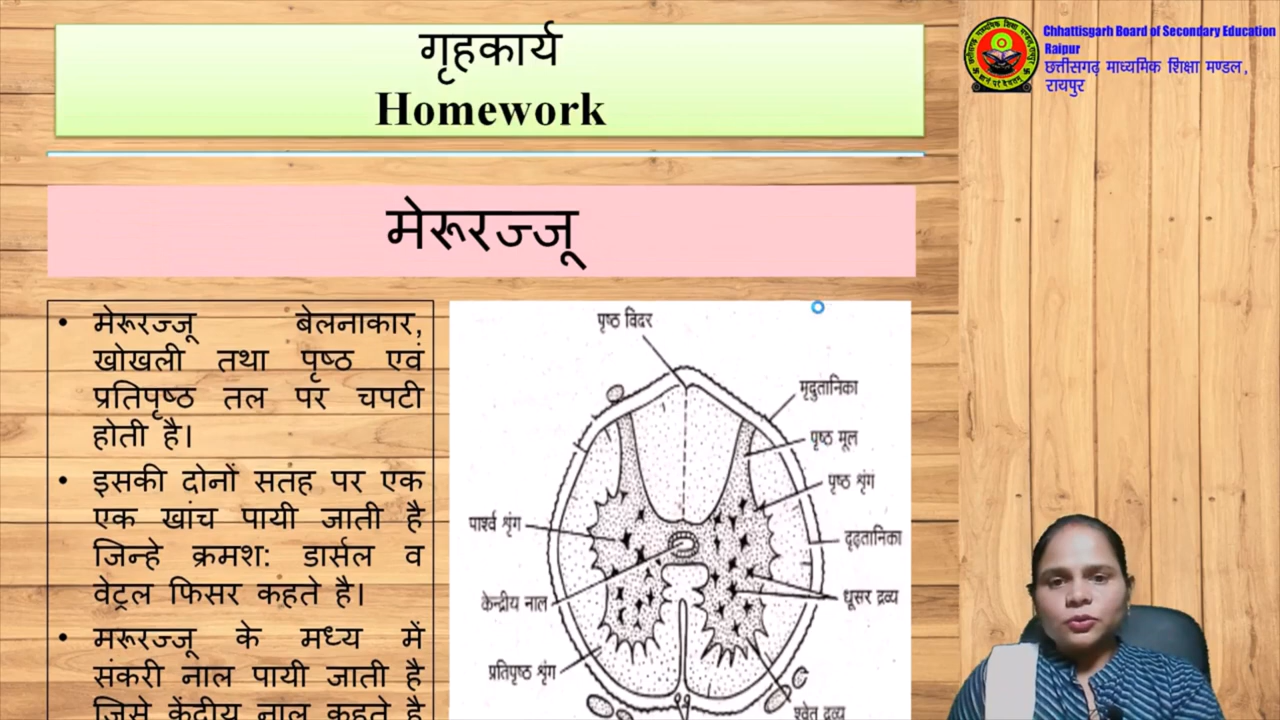 गृहकार्य
Homework
Chhattisgarh Board of Secondary Education
Raipur
छत्तीसगढ़ माध्यमिक शिक्षा मण्डल,
रायपुर
मेरूरज्जू
• मेरूरज्जू बेलनाकार,
खोखली तथा पृष्ठ एवं
प्रतिपृष्ठ तल पर चपटी
होती है।
• इसकी दोनों सतह पर एक
एक खांच पायी जाती है
जिन्हे क्रमश: डार्सल व
वेट्रल फिसर कहते है।
• मरूरज्जू के मध्य में
संकरी नाल पायी जाती है
जिसे केंदीय नाल कहते है
पृष्ठ विदर
मृदुतानिका
पृष्ठ मूल
पृष्ठ शृंग
पार्श्व शृंग
दृढ़तानिका
केन्द्रीय नाल
धूसर द्रव्य
प्रतिपृष्ठ शृंग
श्वेत द्रव्य